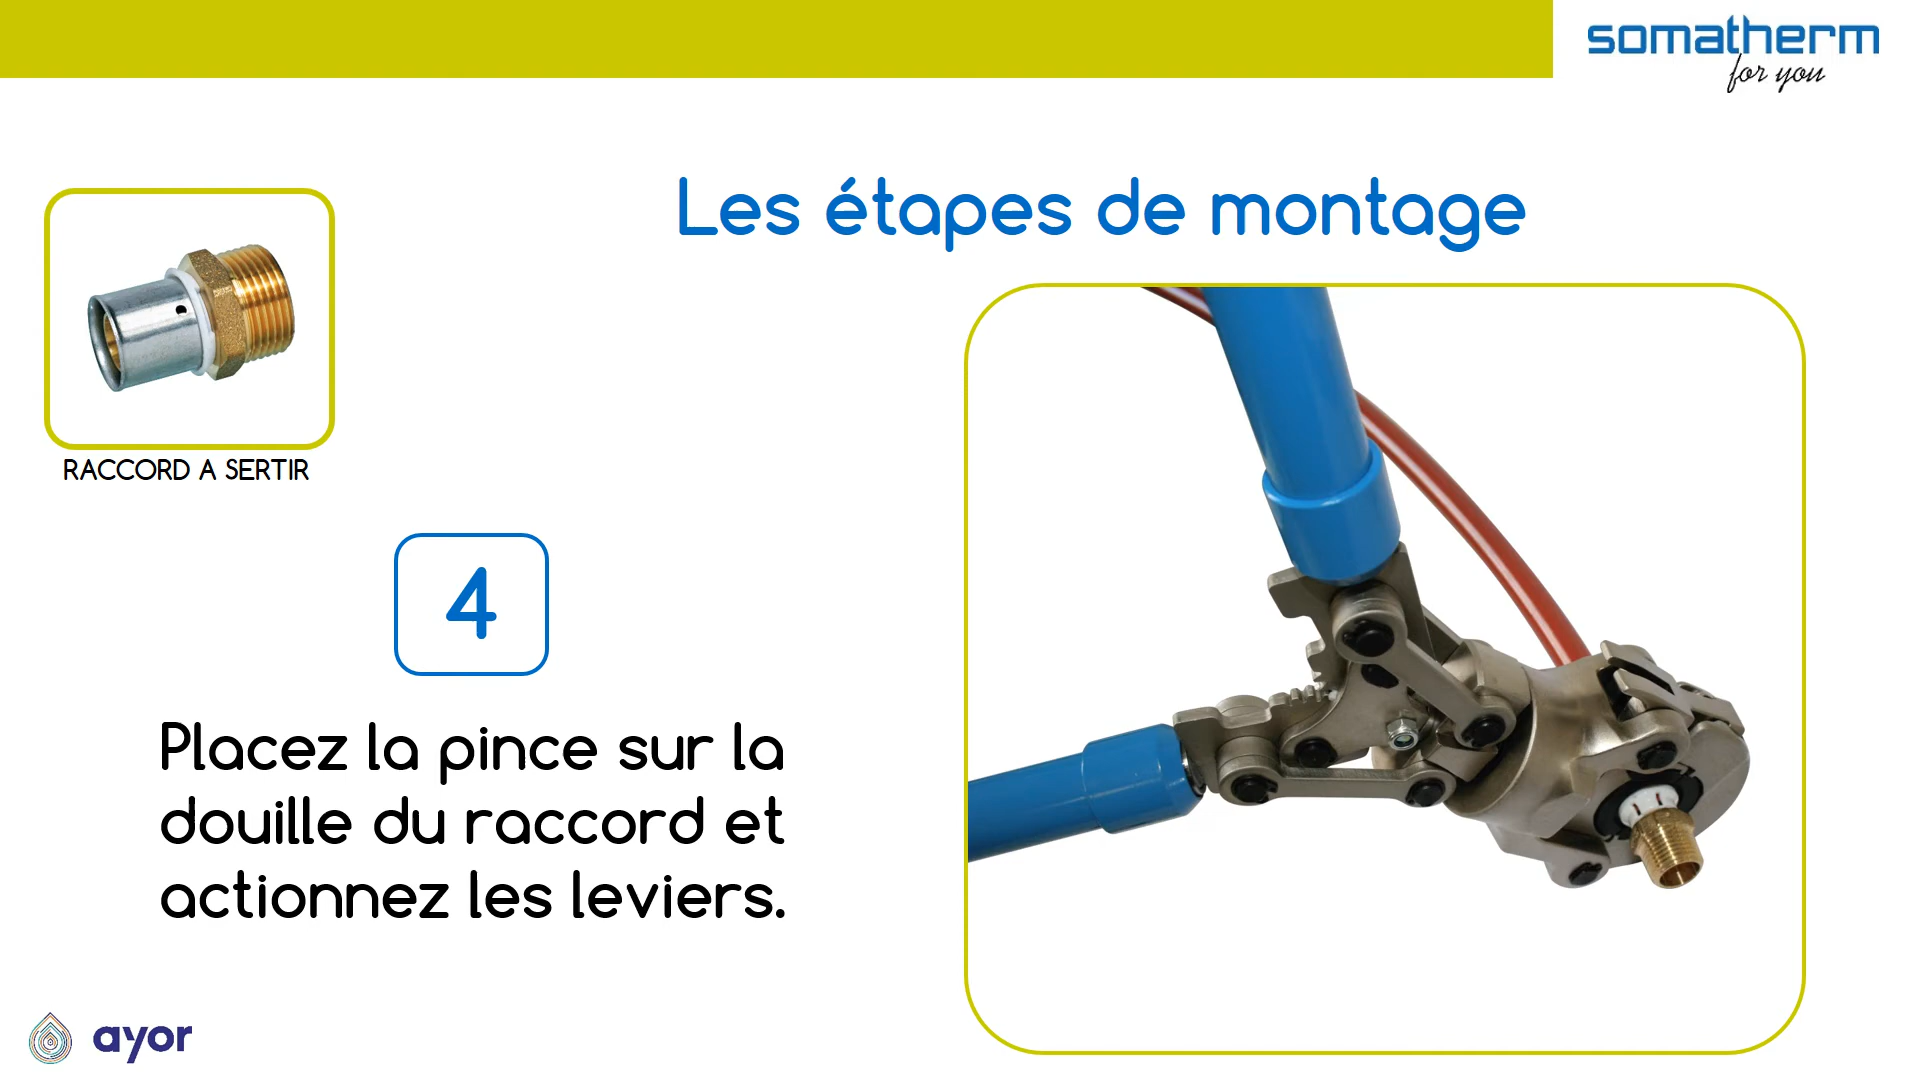 somatherm
for you
Les étapes de montage
RACCORD A SERTIR
4
Placez la pince sur la
douille du raccord et
actionnez les leviers.
ayor